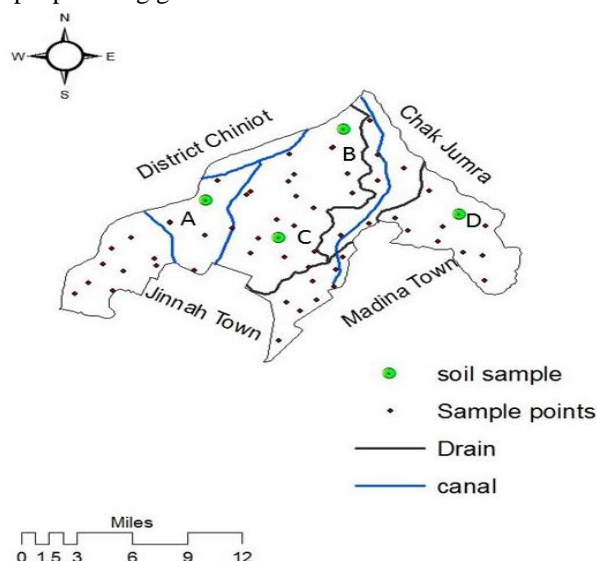 N
W E
S
District Chiniot
Chak Jumra
B
A
D
C
Jinnah Town
Madina Town
soil sample
Sample points
Drain
canal
Miles
0 1.5 3 6 9 12